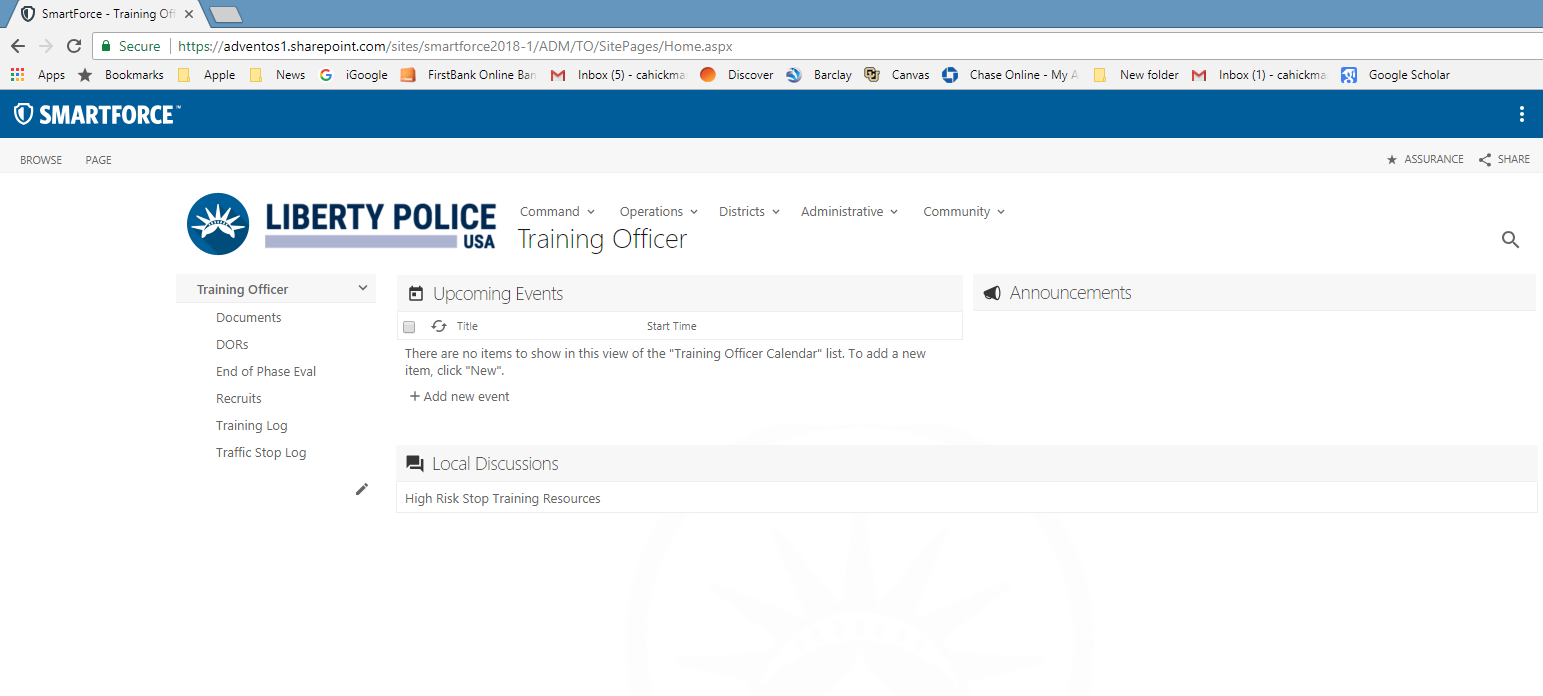 SmartForce - Training Off
Secure https://adventos1.sharepoint.com/sites/smartforce2018-1/ADM/TO/SitePages/Home.aspx
Apps Bookmarks Apple News iGoogle FirstBank Online Ban Inbox (5) - cahickma Discover Barclay Canvas Chase Online - My A New folder Inbox (1) - cahickma Google Scholar
SMARTFORCE™
BROWSE PAGE ASSURANCE SHARE
LIBERTY POLICE
USA
Command Operations Districts Administrative Community
Training Officer
Training Officer
Documents
DORs
End of Phase Eval
Recruits
Training Log
Traffic Stop Log
Upcoming Events
Title Start Time
There are no items to show in this view of the "Training Officer Calendar" list. To add a new
item, click "New".
+ Add new event
Announcements
Local Discussions
High Risk Stop Training Resources